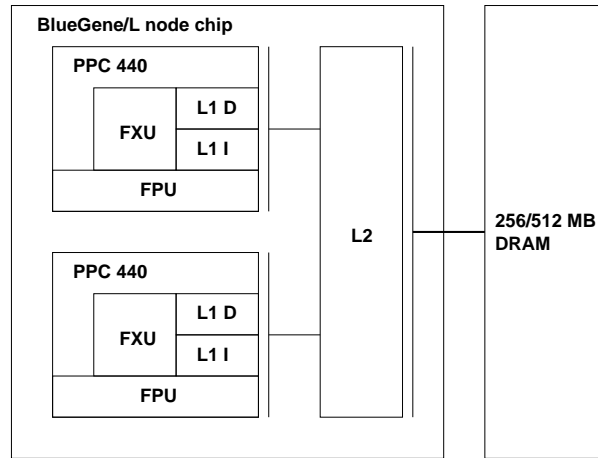 BlueGene/L node chip
PPC 440
FXU
L1 D
L1 I
FPU
PPC 440
FXU
L1 D
L1 I
FPU
L2
256/512 MB
DRAM